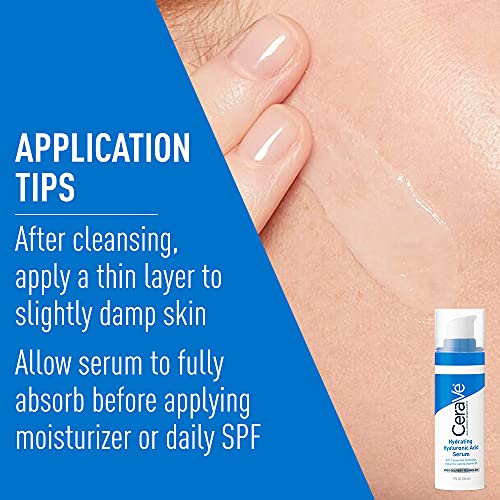 APPLICATION
TIPS
After cleansing,
apply a thin layer to
slightly damp skin
Allow serum to fully
absorb before applying
moisturizer or daily SPF
CeraVe
Hydrating
Hyaluronic Acid
Serum